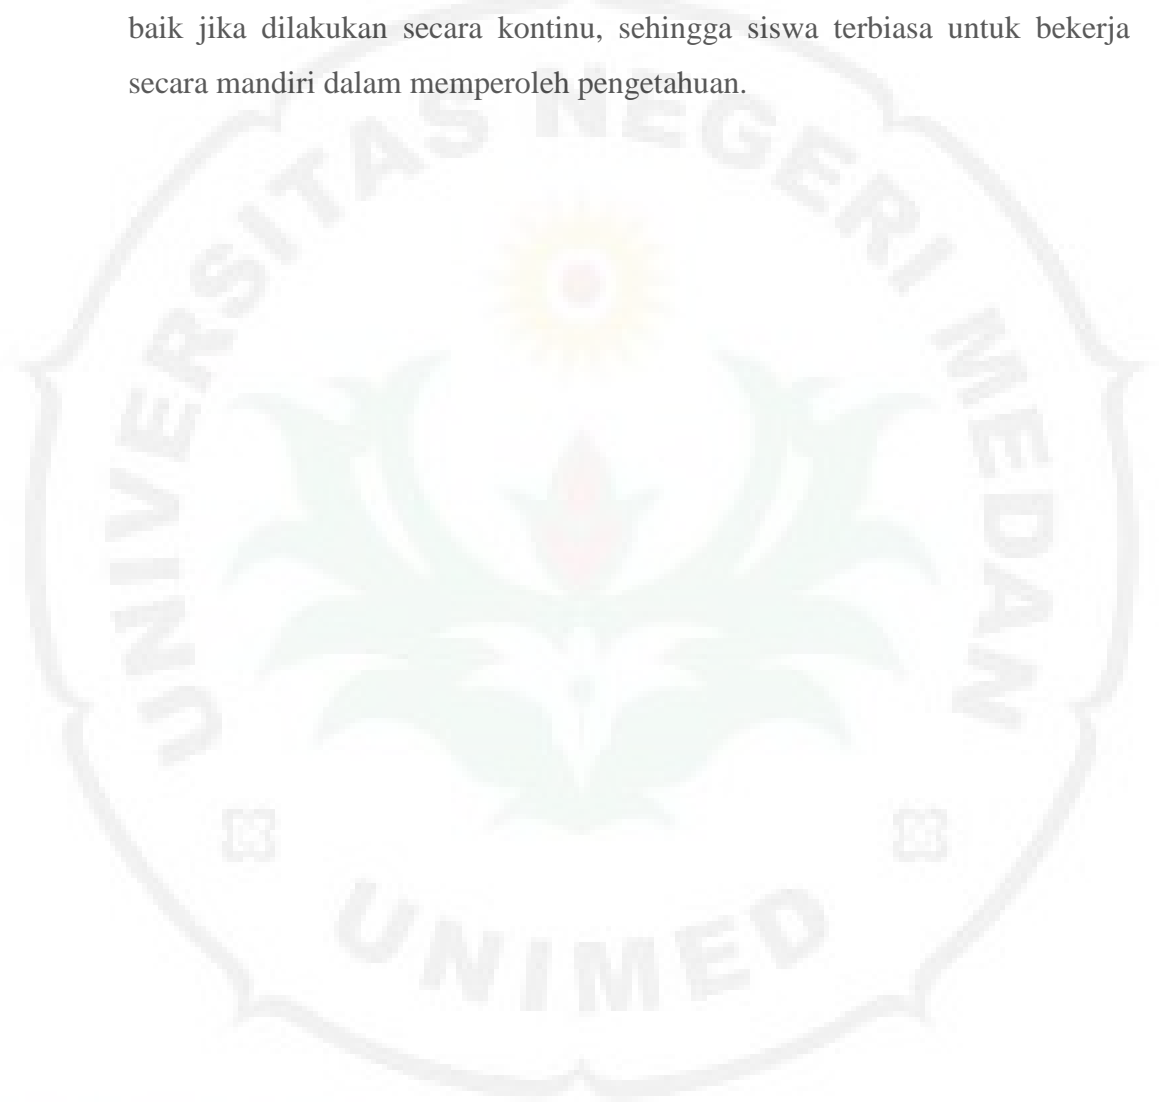 baik jika dilakukan secara kontinu, sehingga siswa terbiasa untuk bekerja
secara mandiri dalam memperoleh pengetahuan.
UNIVERSITAS NEGERI MEDAN
UNIMED